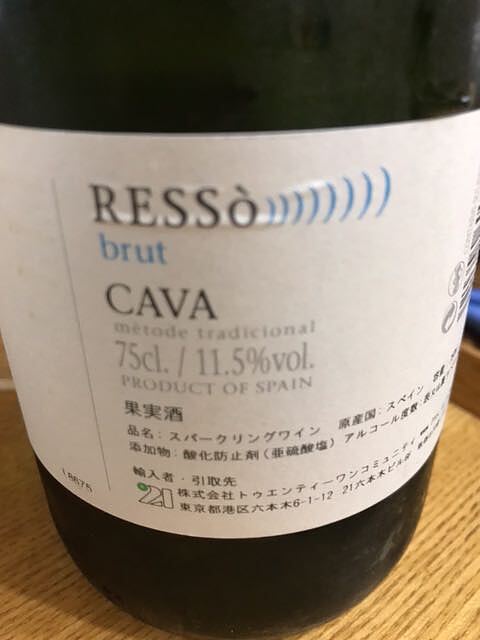 RESSò))))))))
brut
CAVA
mètode tradicional
75cl. / 11.5%vol.
PRODUCT OF SPAIN
果実酒
品名：スパークリングワイン　原産国：スペイン　容量
添加物：酸化防止剤（亜硫酸塩）アルコール度数：
輸入者・引取先
21 株式会社トゥエンティーワンコミュニティ
東京都港区六本木6-1-12　21六本木ビル
18675